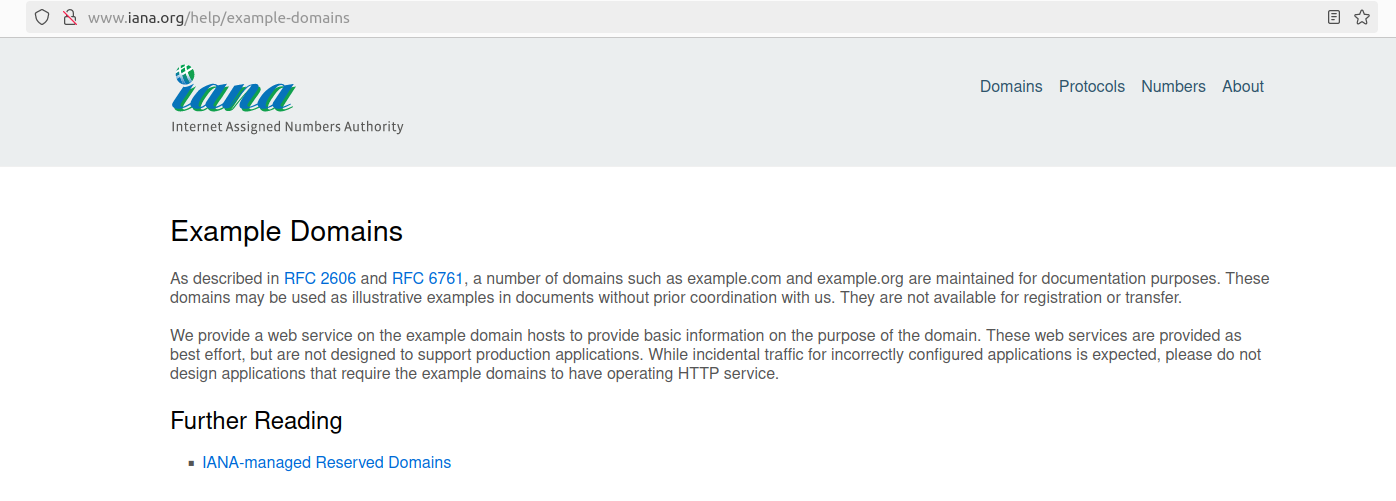 www.iana.org/help/example-domains
iana
Internet Assigned Numbers Authority
Domains Protocols Numbers About
Example Domains
As described in RFC 2606 and RFC 6761, a number of domains such as example.com and example.org are maintained for documentation purposes. These
domains may be used as illustrative examples in documents without prior coordination with us. They are not available for registration or transfer.
We provide a web service on the example domain hosts to provide basic information on the purpose of the domain. These web services are provided as
best effort, but are not designed to support production applications. While incidental traffic for incorrectly configured applications is expected, please do not
design applications that require the example domains to have operating HTTP service.
Further Reading
IANA-managed Reserved Domains